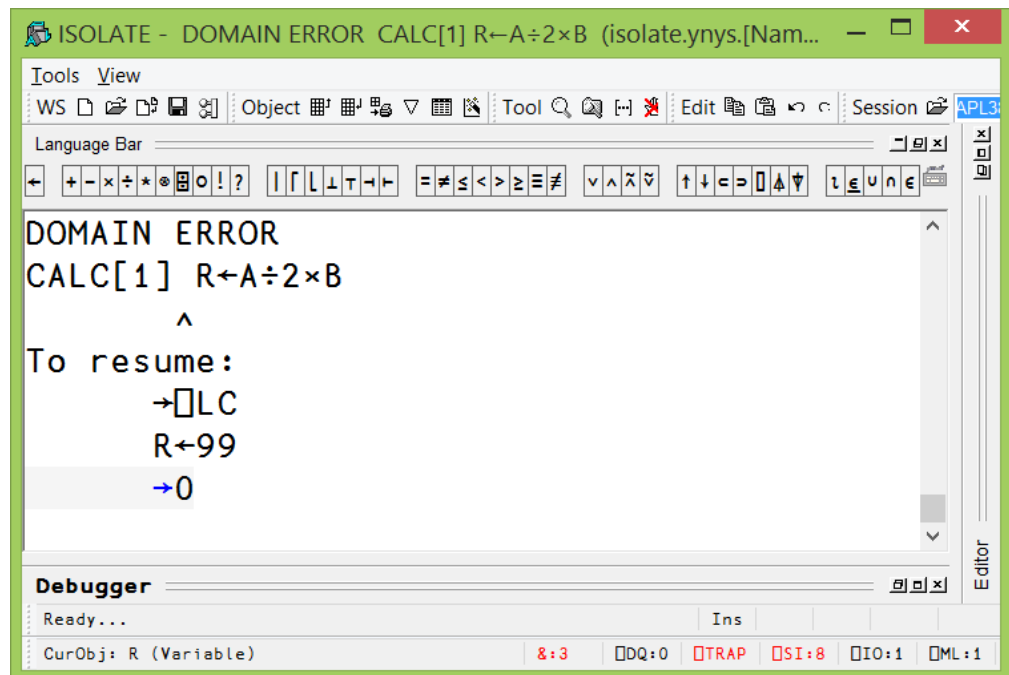 ISOLATE - DOMAIN ERROR CALC[1] R←A÷2×B (isolate.ynys.[Nam...
Tools View
WS Object Tool Edit Session APL38
Language Bar
← + - × ÷ * ⍟ ⌹ ○ ! ? | ⌈ ⌊ ⊥ ⊤ ⊣ ⊢ = ≠ ≤ < > ≥ ≡ ≢ ∨ ∧ ⍲ ⍱ ↑ ↓ ⊂ ⊃ ⌷ ⍋ ⍒ ⍳ ⍷ ∪ ∩ ∊
DOMAIN ERROR
CALC[1] R←A÷2×B
∧
To resume:
→⎕LC
R←99
→0
Editor
Debugger
Ready... Ins
CurObj: R (Variable) &:3 ⎕DQ:0 ⎕TRAP ⎕SI:8 ⎕IO:1 ⎕ML:1